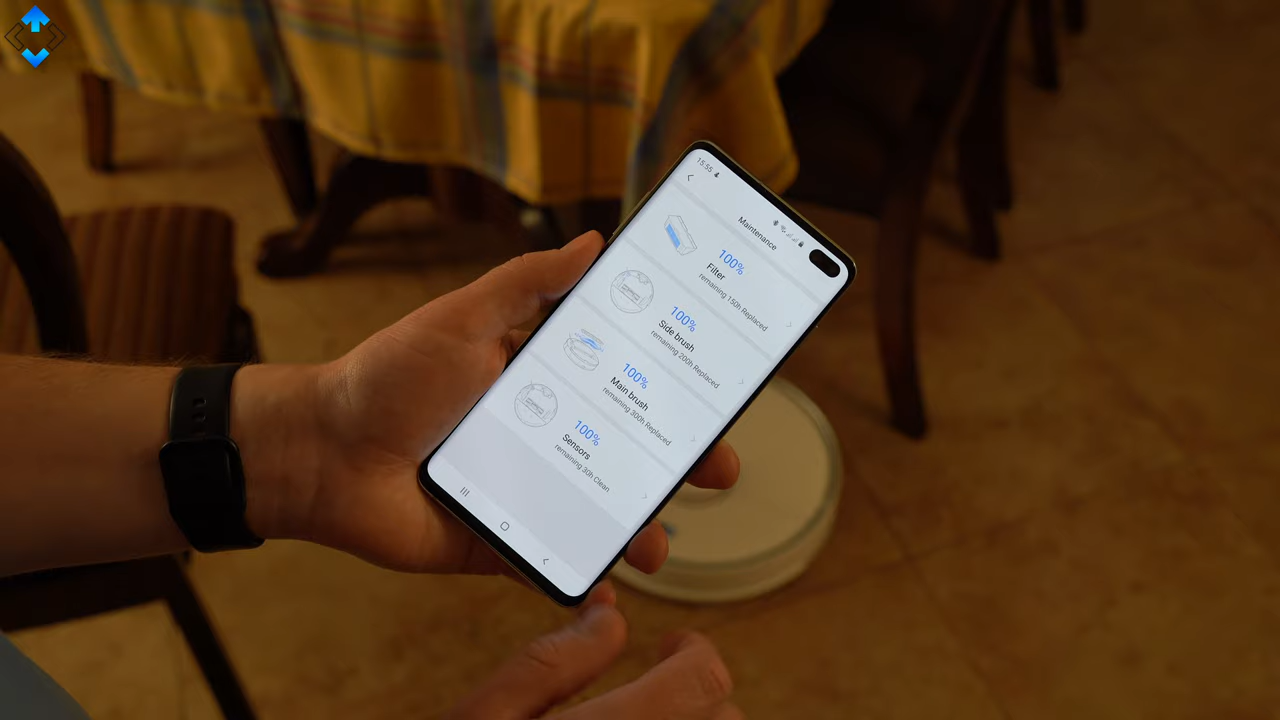 15:55
Maintenance
100%
Filter
remaining 150h Replaced
100%
Side brush
remaining 200h Replaced
100%
Main brush
remaining 300h Replaced
100%
Sensors
remaining 30h Clean